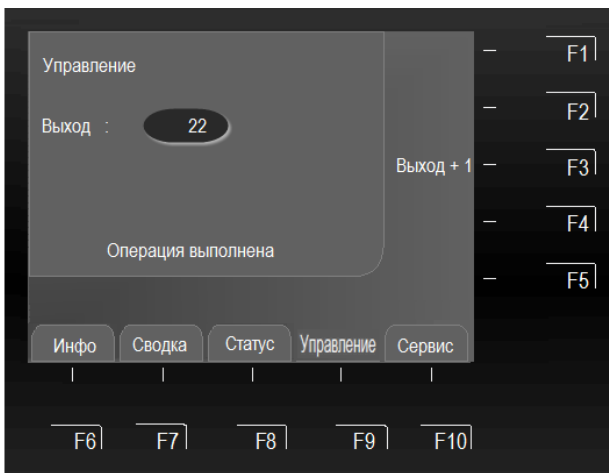 Управление
F1
Выход : 22
F2
Выход + 1
F3
F4
Операция выполнена
F5
Инфо Сводка Статус Управление Сервис
F6 F7 F8 F9 F10